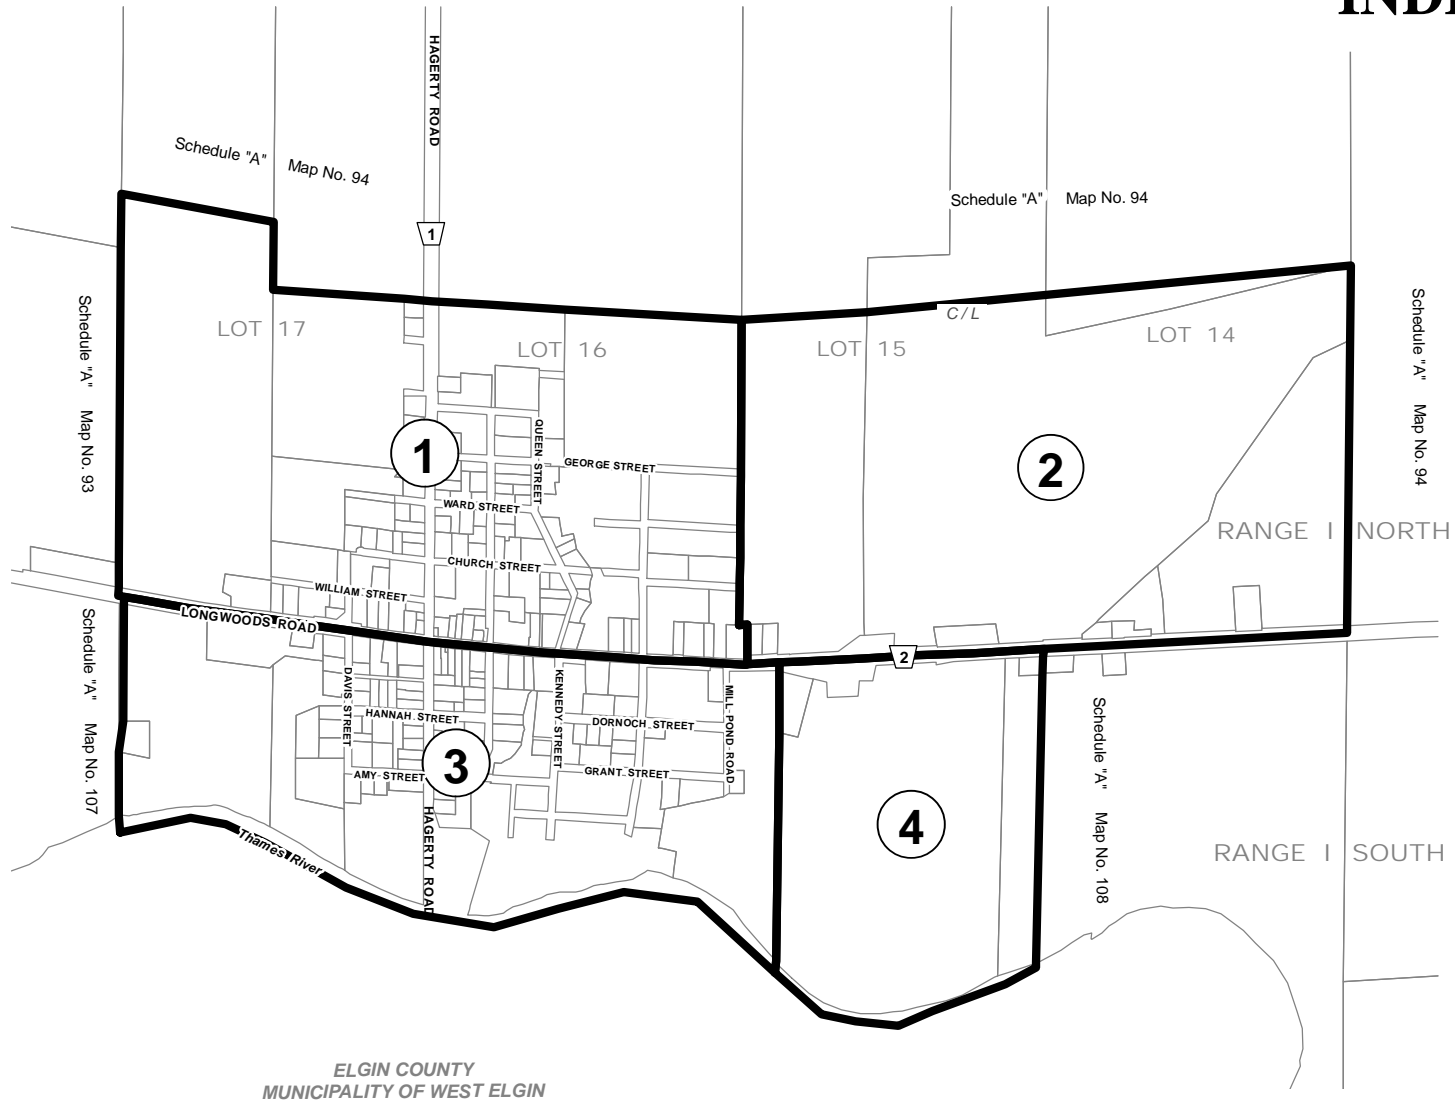 INDE
HAGERTY ROAD
Schedule "A" Map No. 94
Schedule "A" Map No. 94
1
C / L
LOT 17
LOT 16
LOT 15
LOT 14
Schedule "A" Map No. 93
Schedule "A" Map No. 94
1
2
QUEEN STREET
GEORGE STREET
WARD STREET
RANGE I NORTH
CHURCH STREET
WILLIAM STREET
LONGWOODS ROAD
2
Schedule "A" Map No. 107
DAVIS STREET
KENNEDY STREET
MILL POND ROAD
HANNAH STREET
DORNOCH STREET
Schedule "A" Map No. 108
3
AMY STREET
GRANT STREET
HAGERTY ROAD
4
Thames River
RANGE I SOUTH
ELGIN COUNTY
MUNICIPALITY OF WEST ELGIN